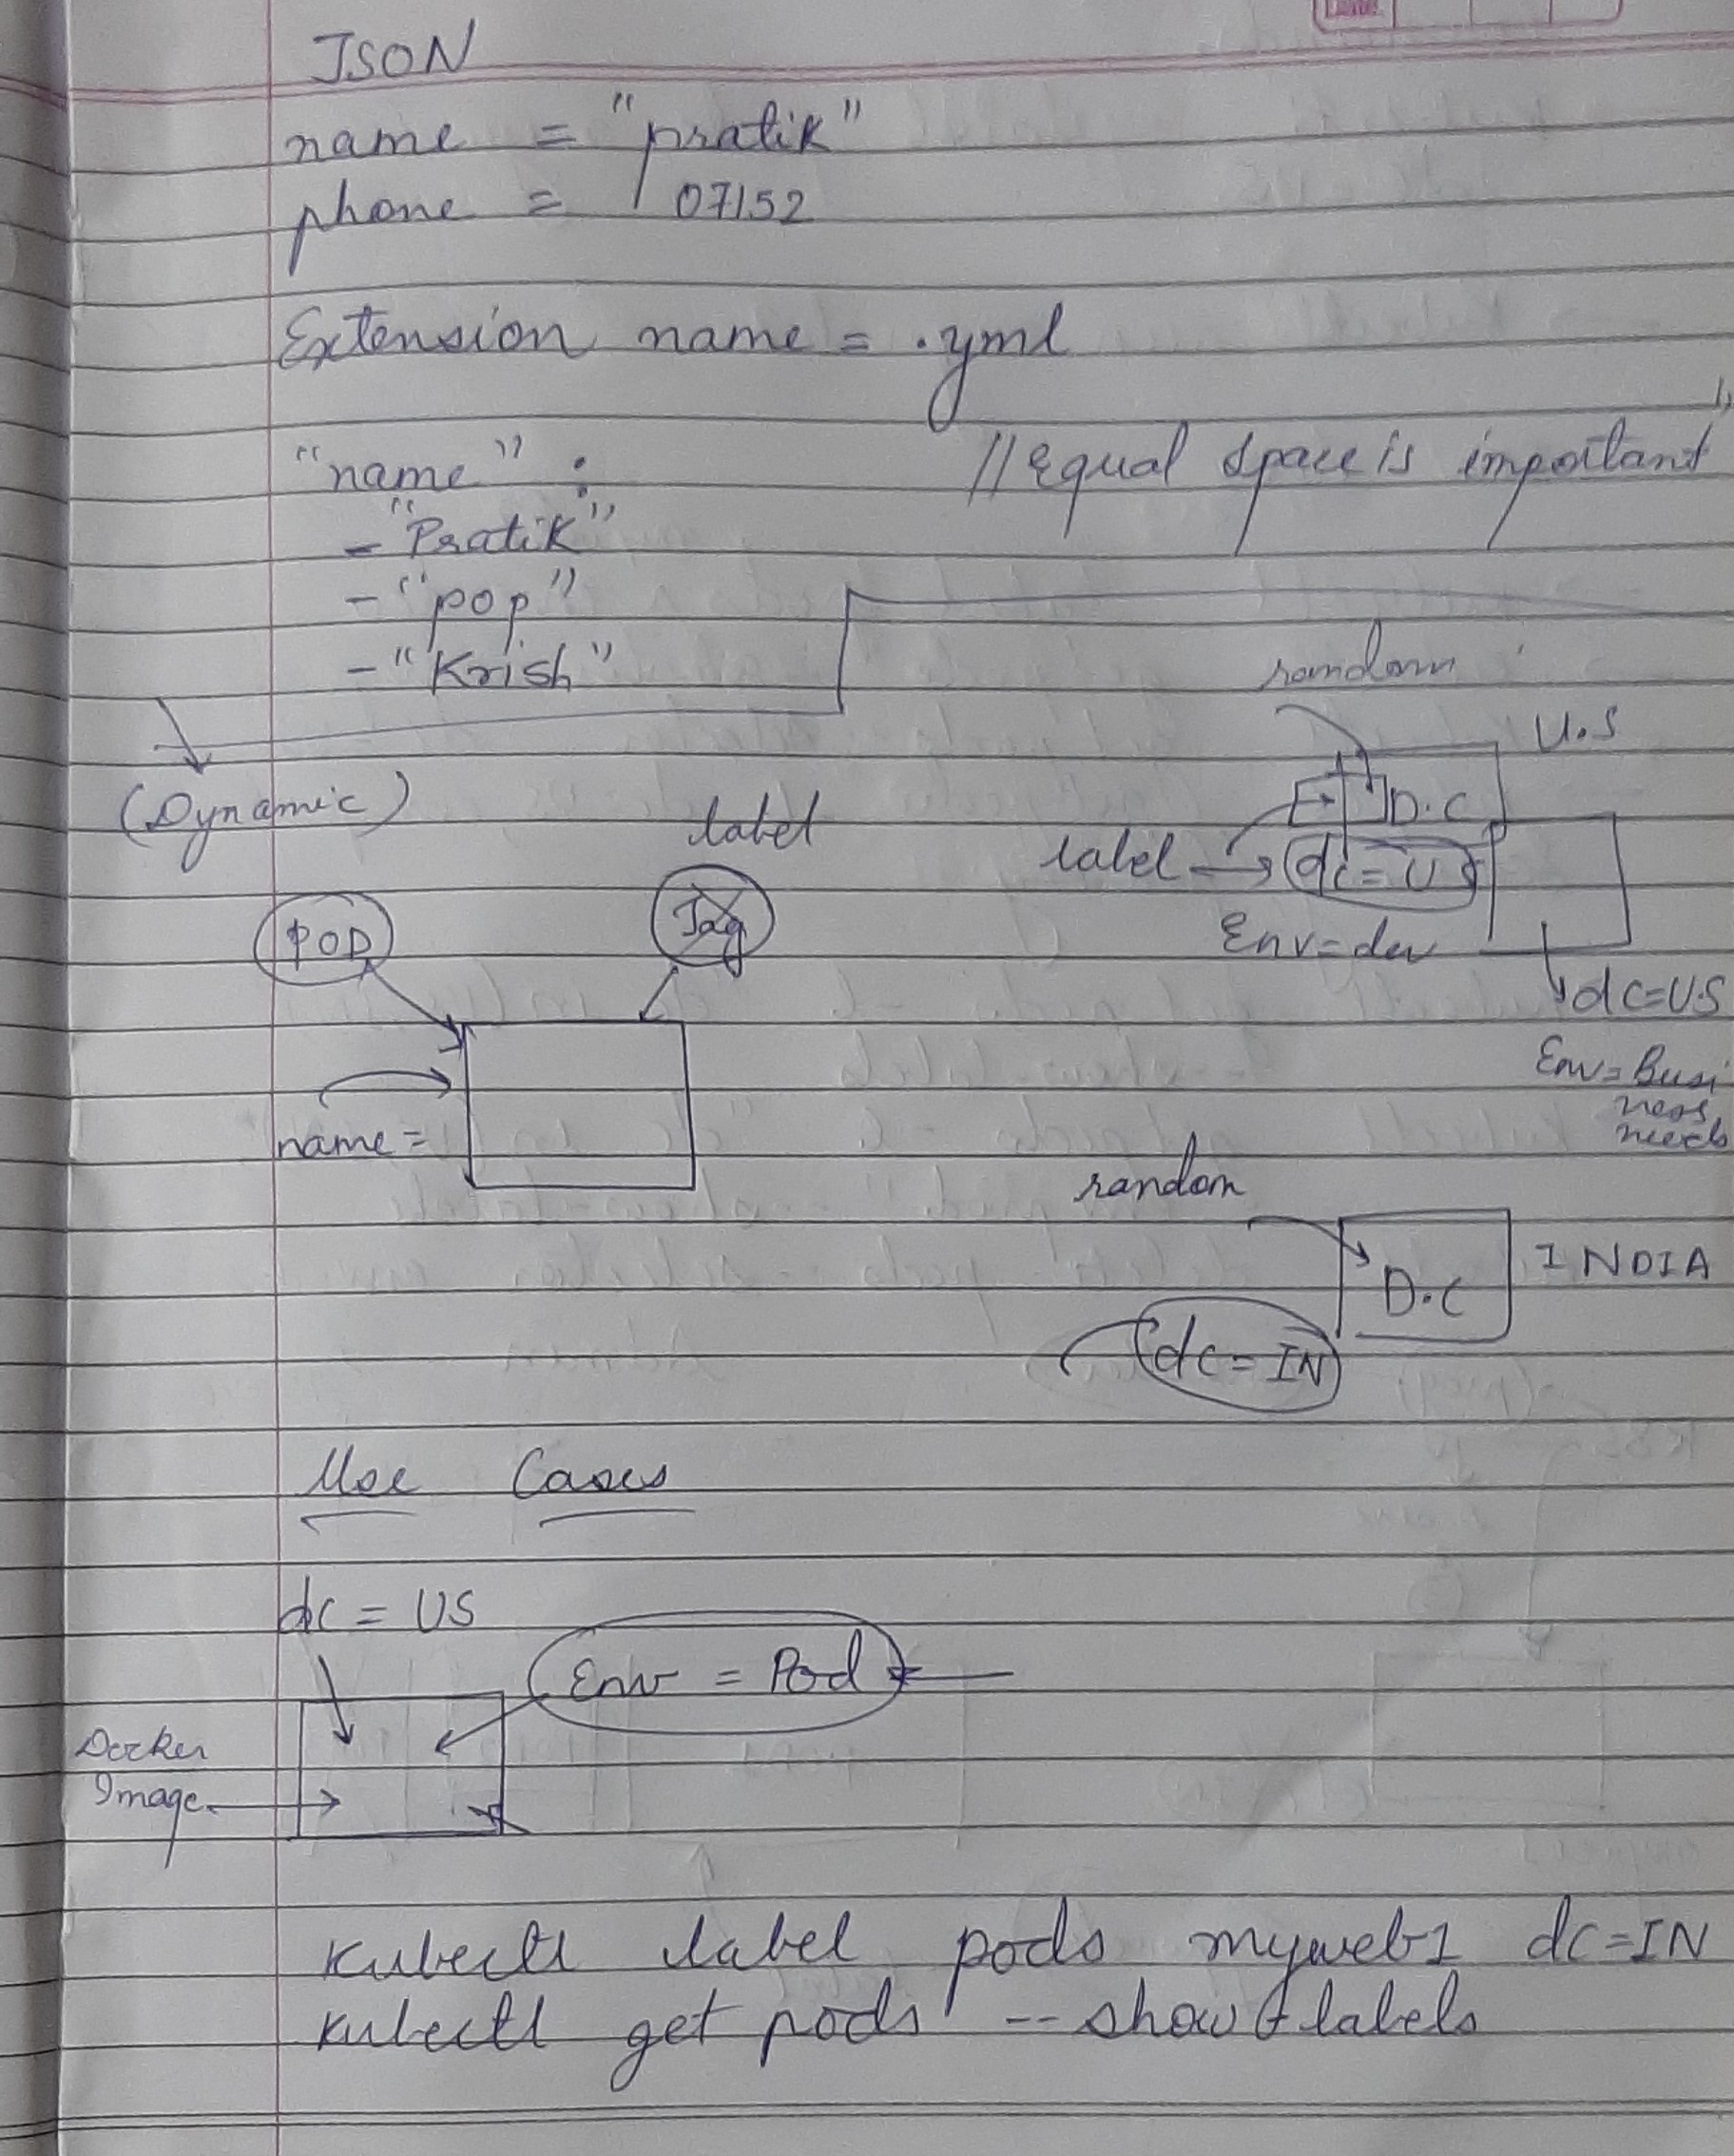 JSON
name = "pratik"
phone = 07152
Extension name = .yml
"name" :
//Equal space is important
- "Pratik"
- "pop"
- "Krish"
random
U.S
(Dynamic)
label
D.C
label
dc = US
POD
Tag
Env=dev
dc=U.S
Env= Busi
ness
needs
name =
random
INDIA
D.C
dc = IN
Use Cases
dc = US
Env = Pod
Docker
Image
kubectl label pods myweb1 dc=IN
kubectl get pods --show labels